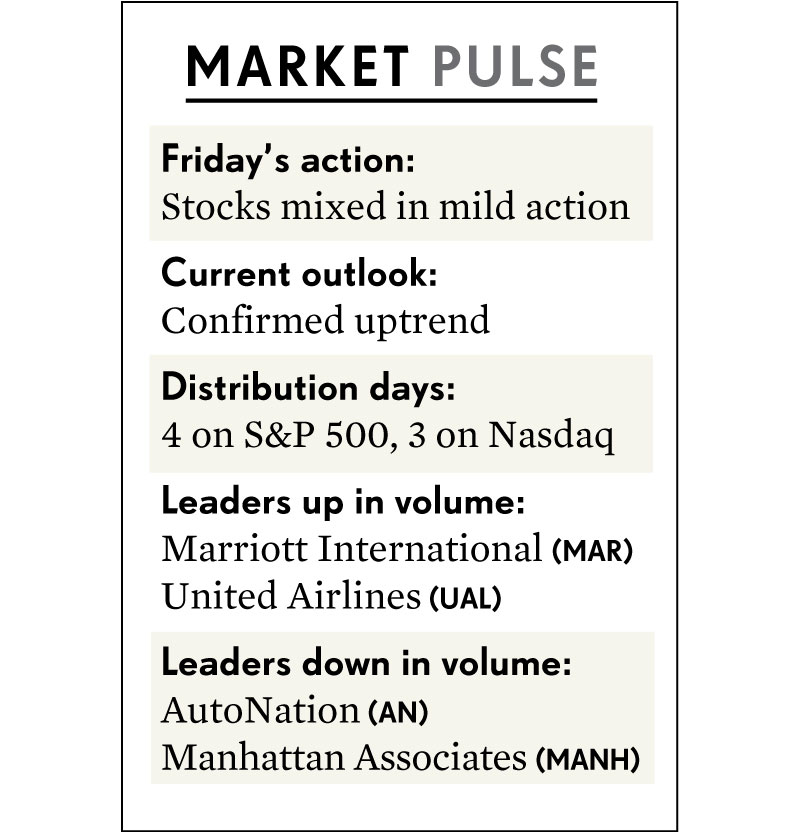 MARKET PULSE
Friday's action:
Stocks mixed in mild action
Current outlook:
Confirmed uptrend
Distribution days:
4 on S&P 500, 3 on Nasdaq
Leaders up in volume:
Marriott International (MAR)
United Airlines (UAL)
Leaders down in volume:
AutoNation (AN)
Manhattan Associates (MANH)